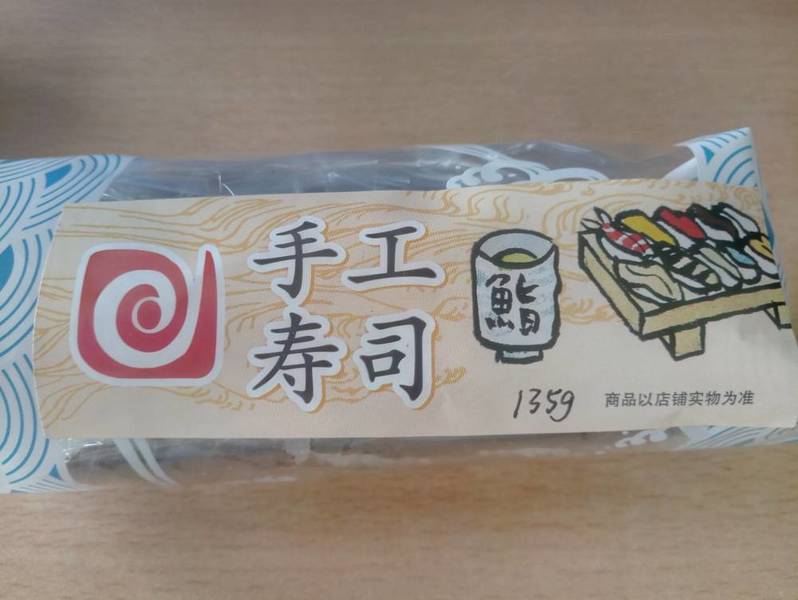 手工
寿司
鮨
135g
商品以店铺实物为准